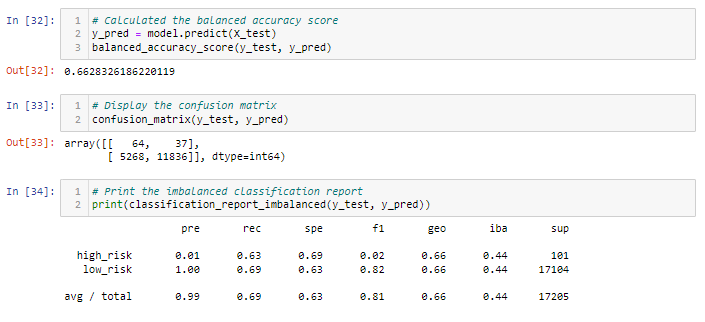 In [32]: 1 # Calculated the balanced accuracy score
2 y_pred = model.predict(X_test)
3 balanced_accuracy_score(y_test, y_pred)
Out[32]: 0.6628326186220119
In [33]: 1 # Display the confusion matrix
2 confusion_matrix(y_test, y_pred)
Out[33]: array([[ 64, 37],
[ 5268, 11836]], dtype=int64)
In [34]: 1 # Print the imbalanced classification report
2 print(classification_report_imbalanced(y_test, y_pred))
pre rec spe f1 geo iba sup
high_risk 0.01 0.63 0.69 0.02 0.66 0.44 101
low_risk 1.00 0.69 0.63 0.82 0.66 0.44 17104
avg / total 0.99 0.69 0.63 0.81 0.66 0.44 17205